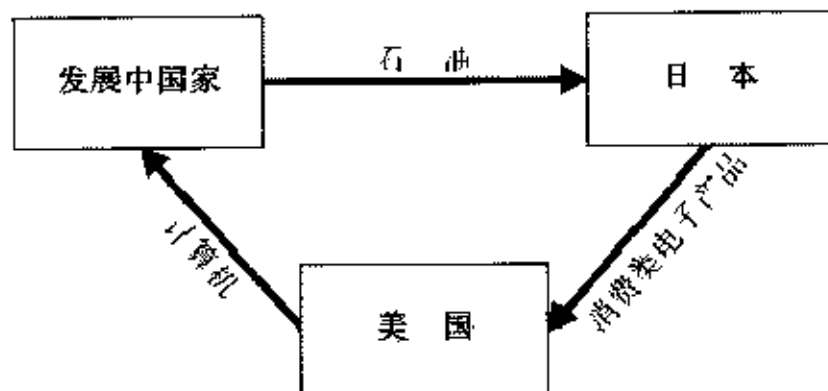 石 油
发展中国家
日 本
计算机
消费类电子产品
美 国